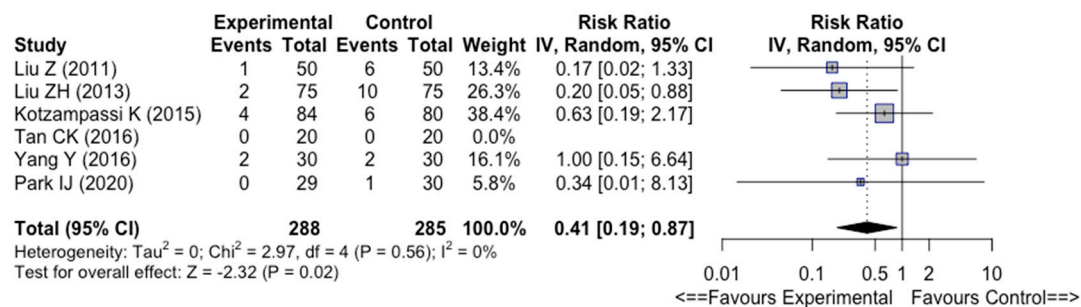 Experimental Control Risk Ratio Risk Ratio
Study Events Total Events Total Weight IV, Random, 95% CI IV, Random, 95% CI
Liu Z (2011) 1 50 6 50 13.4% 0.17 [0.02; 1.33]
Liu ZH (2013) 2 75 10 75 26.3% 0.20 [0.05; 0.88]
Kotzampassi K (2015) 4 84 6 80 38.4% 0.63 [0.19; 2.17]
Tan CK (2016) 0 20 0 20 0.0%
Yang Y (2016) 2 30 2 30 16.1% 1.00 [0.15; 6.64]
Park IJ (2020) 0 29 1 30 5.8% 0.34 [0.01; 8.13]
Total (95% CI) 288 285 100.0% 0.41 [0.19; 0.87]
Heterogeneity: Tau² = 0; Chi² = 2.97, df = 4 (P = 0.56); I² = 0%
Test for overall effect: Z = -2.32 (P = 0.02)
0.01 0.1 0.5 1 2 10
<==Favours Experimental Favours Control==>